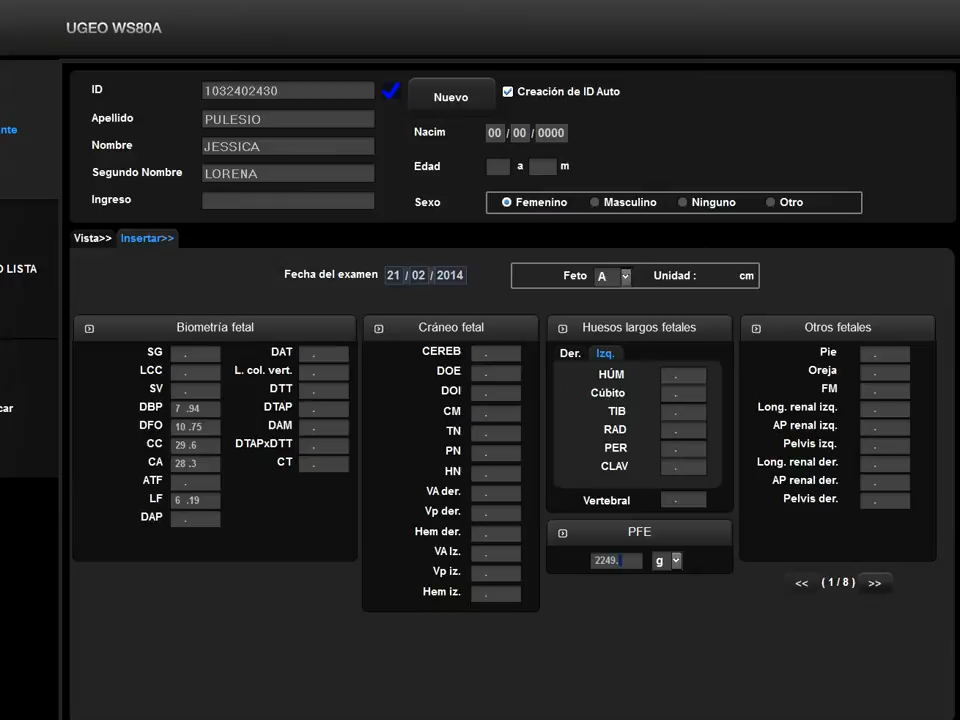 UGEO WS80A
ID 1032402430 Nuevo Creación de ID Auto
Apellido PULESIO
Nombre JESSICA
Segundo Nombre LORENA
Ingreso
Nacim 00 / 00 / 0000
Edad a m
Sexo Femenino Masculino Ninguno Otro
nte
O LISTA
car
Vista>> Insertar>>
Fecha del examen 21 / 02 / 2014 Feto A Unidad : cm
Biometría fetal
SG . DAT .
LCC . L. col. vert. .
SV . DTT .
DBP 7 .94 DTAP .
DFO 10 .75 DAM .
CC 29 .6 DTAPxDTT .
CA 28 .3 CT .
ATF .
LF 6 .19
DAP .
Cráneo fetal
CEREB .
DOE .
DOI .
CM .
TN .
PN .
HN .
VA der. .
Vp der. .
Hem der. .
VA Iz. .
Vp iz. .
Hem iz. .
Huesos largos fetales
Der. Izq.
HÚM .
Cúbito .
TIB .
RAD .
PER .
CLAV .
Vertebral .
PFE
2249. g
Otros fetales
Pie .
Oreja .
FM .
Long. renal izq. .
AP renal izq. .
Pelvis izq. .
Long. renal der. .
AP renal der. .
Pelvis der. .
<< ( 1 / 8 ) >>